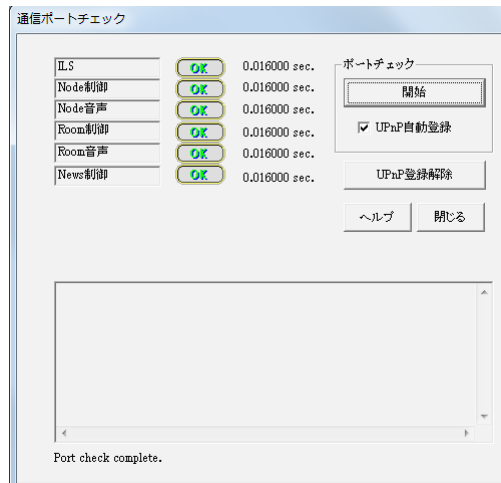 通信ポートチェック
ILS OK 0.016000 sec.
Node制御 OK 0.016000 sec.
Node音声 OK 0.016000 sec.
Room制御 OK 0.016000 sec.
Room音声 OK 0.016000 sec.
News制御 OK 0.016000 sec.
ポートチェック
開始
UPnP自動登録
UPnP登録解除
ヘルプ 閉じる
Port check complete.